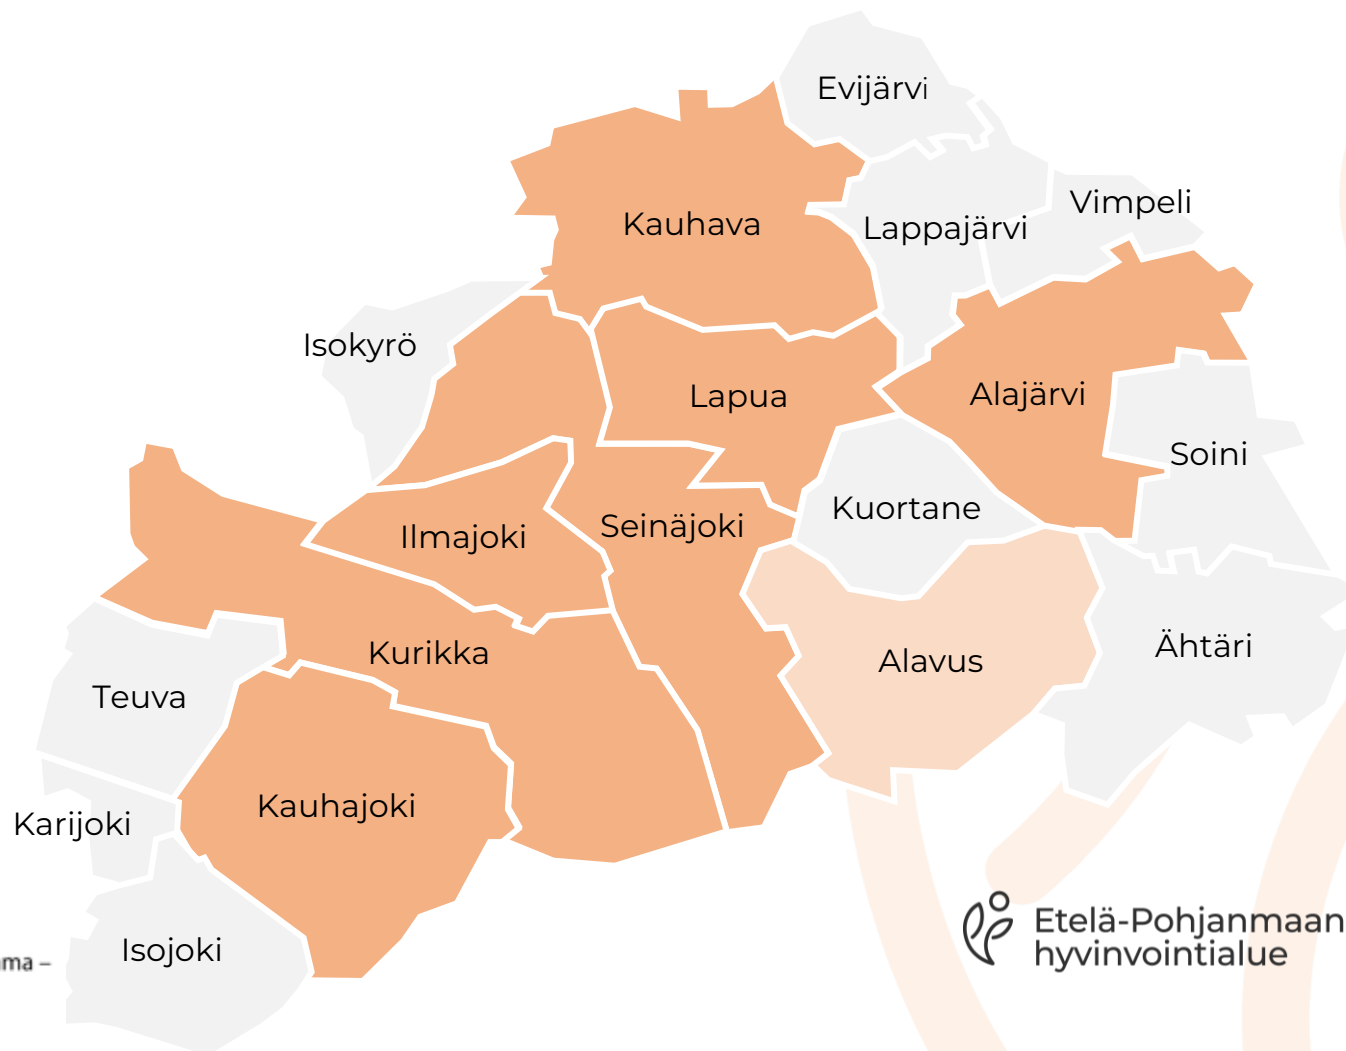 Evijärvi
Vimpeli
Kauhava
Lappajärvi
Isokyrö
Lapua
Alajärvi
Soini
Kuortane
Seinäjoki
Ilmajoki
Ähtäri
Kurikka
Alavus
Teuva
Kauhajoki
Karijoki
Etelä-Pohjanmaan
hyvinvointialue
Isojoki